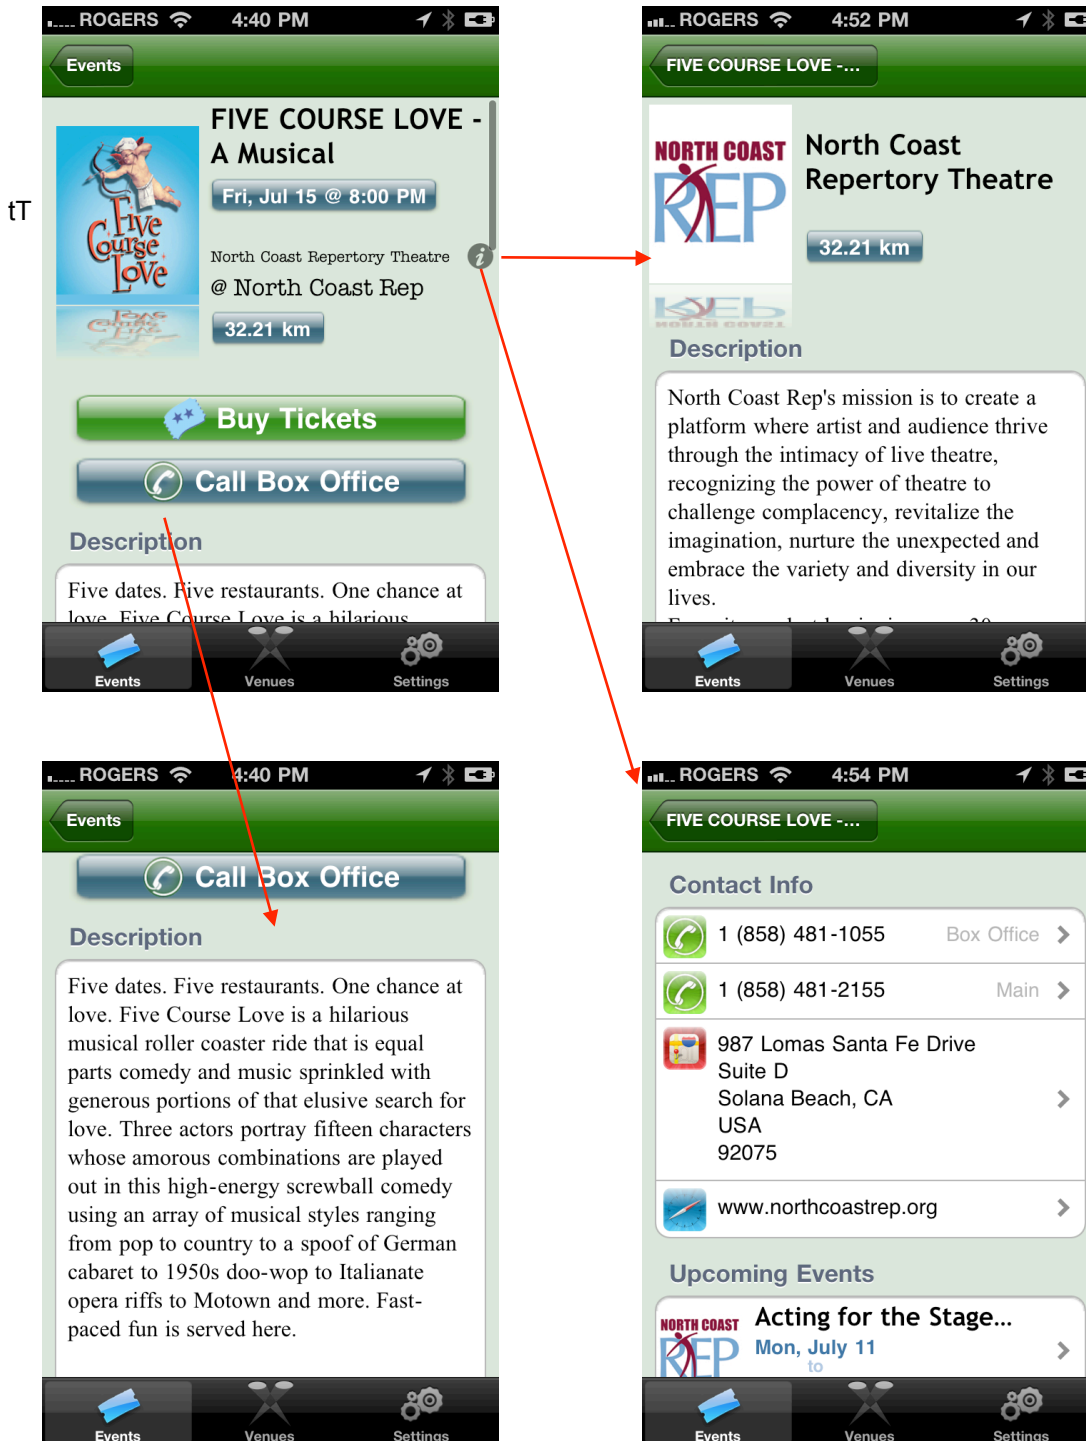 ROGERS 4:40 PM
Events
tT
Five
Course
Love
FIVE COURSE LOVE -
A Musical
Fri, Jul 15 @ 8:00 PM
North Coast Repertory Theatre
@ North Coast Rep
32.21 km
Buy Tickets
Call Box Office
Description
Five dates. Five restaurants. One chance at
love. Five Course Love is a hilarious
Events Venues Settings
ROGERS 4:52 PM
FIVE COURSE LOVE -...
NORTH COAST
REP
North Coast
Repertory Theatre
32.21 km
Description
North Coast Rep's mission is to create a
platform where artist and audience thrive
through the intimacy of live theatre,
recognizing the power of theatre to
challenge complacency, revitalize the
imagination, nurture the unexpected and
embrace the variety and diversity in our
lives.
Events Venues Settings
ROGERS 4:40 PM
Events
Call Box Office
Description
Five dates. Five restaurants. One chance at
love. Five Course Love is a hilarious
musical roller coaster ride that is equal
parts comedy and music sprinkled with
generous portions of that elusive search for
love. Three actors portray fifteen characters
whose amorous combinations are played
out in this high-energy screwball comedy
using an array of musical styles ranging
from pop to country to a spoof of German
cabaret to 1950s doo-wop to Italianate
opera riffs to Motown and more. Fast-
paced fun is served here.
Events Venues Settings
ROGERS 4:54 PM
FIVE COURSE LOVE -...
Contact Info
1 (858) 481-1055 Box Office
1 (858) 481-2155 Main
987 Lomas Santa Fe Drive
Suite D
Solana Beach, CA
USA
92075
www.northcoastrep.org
Upcoming Events
NORTH COAST
REP
Acting for the Stage...
Mon, July 11
to
Events Venues Settings